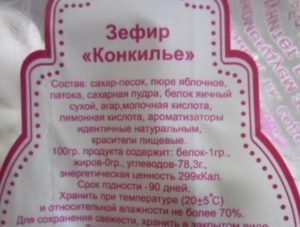 Зефир
«Конкилье»
Состав: сахар-песок, пюре яблочное,
патока, сахарная пудра, белок яичный
сухой, агар,молочная кислота,
лимонная кислота, ароматизаторы
идентичные натуральным,
красители пищевые.
100гр. продукта содержит: белок-1гр.,
жиров-0гр., углеводов-78,3г.,
энергетическая ценность 299кКал.
Срок годности - 90 дней.
Хранить при температуре (20±5°С)
и относительной влажности не более 70%.
Для сохранения свежести, хранить в закрытом виде